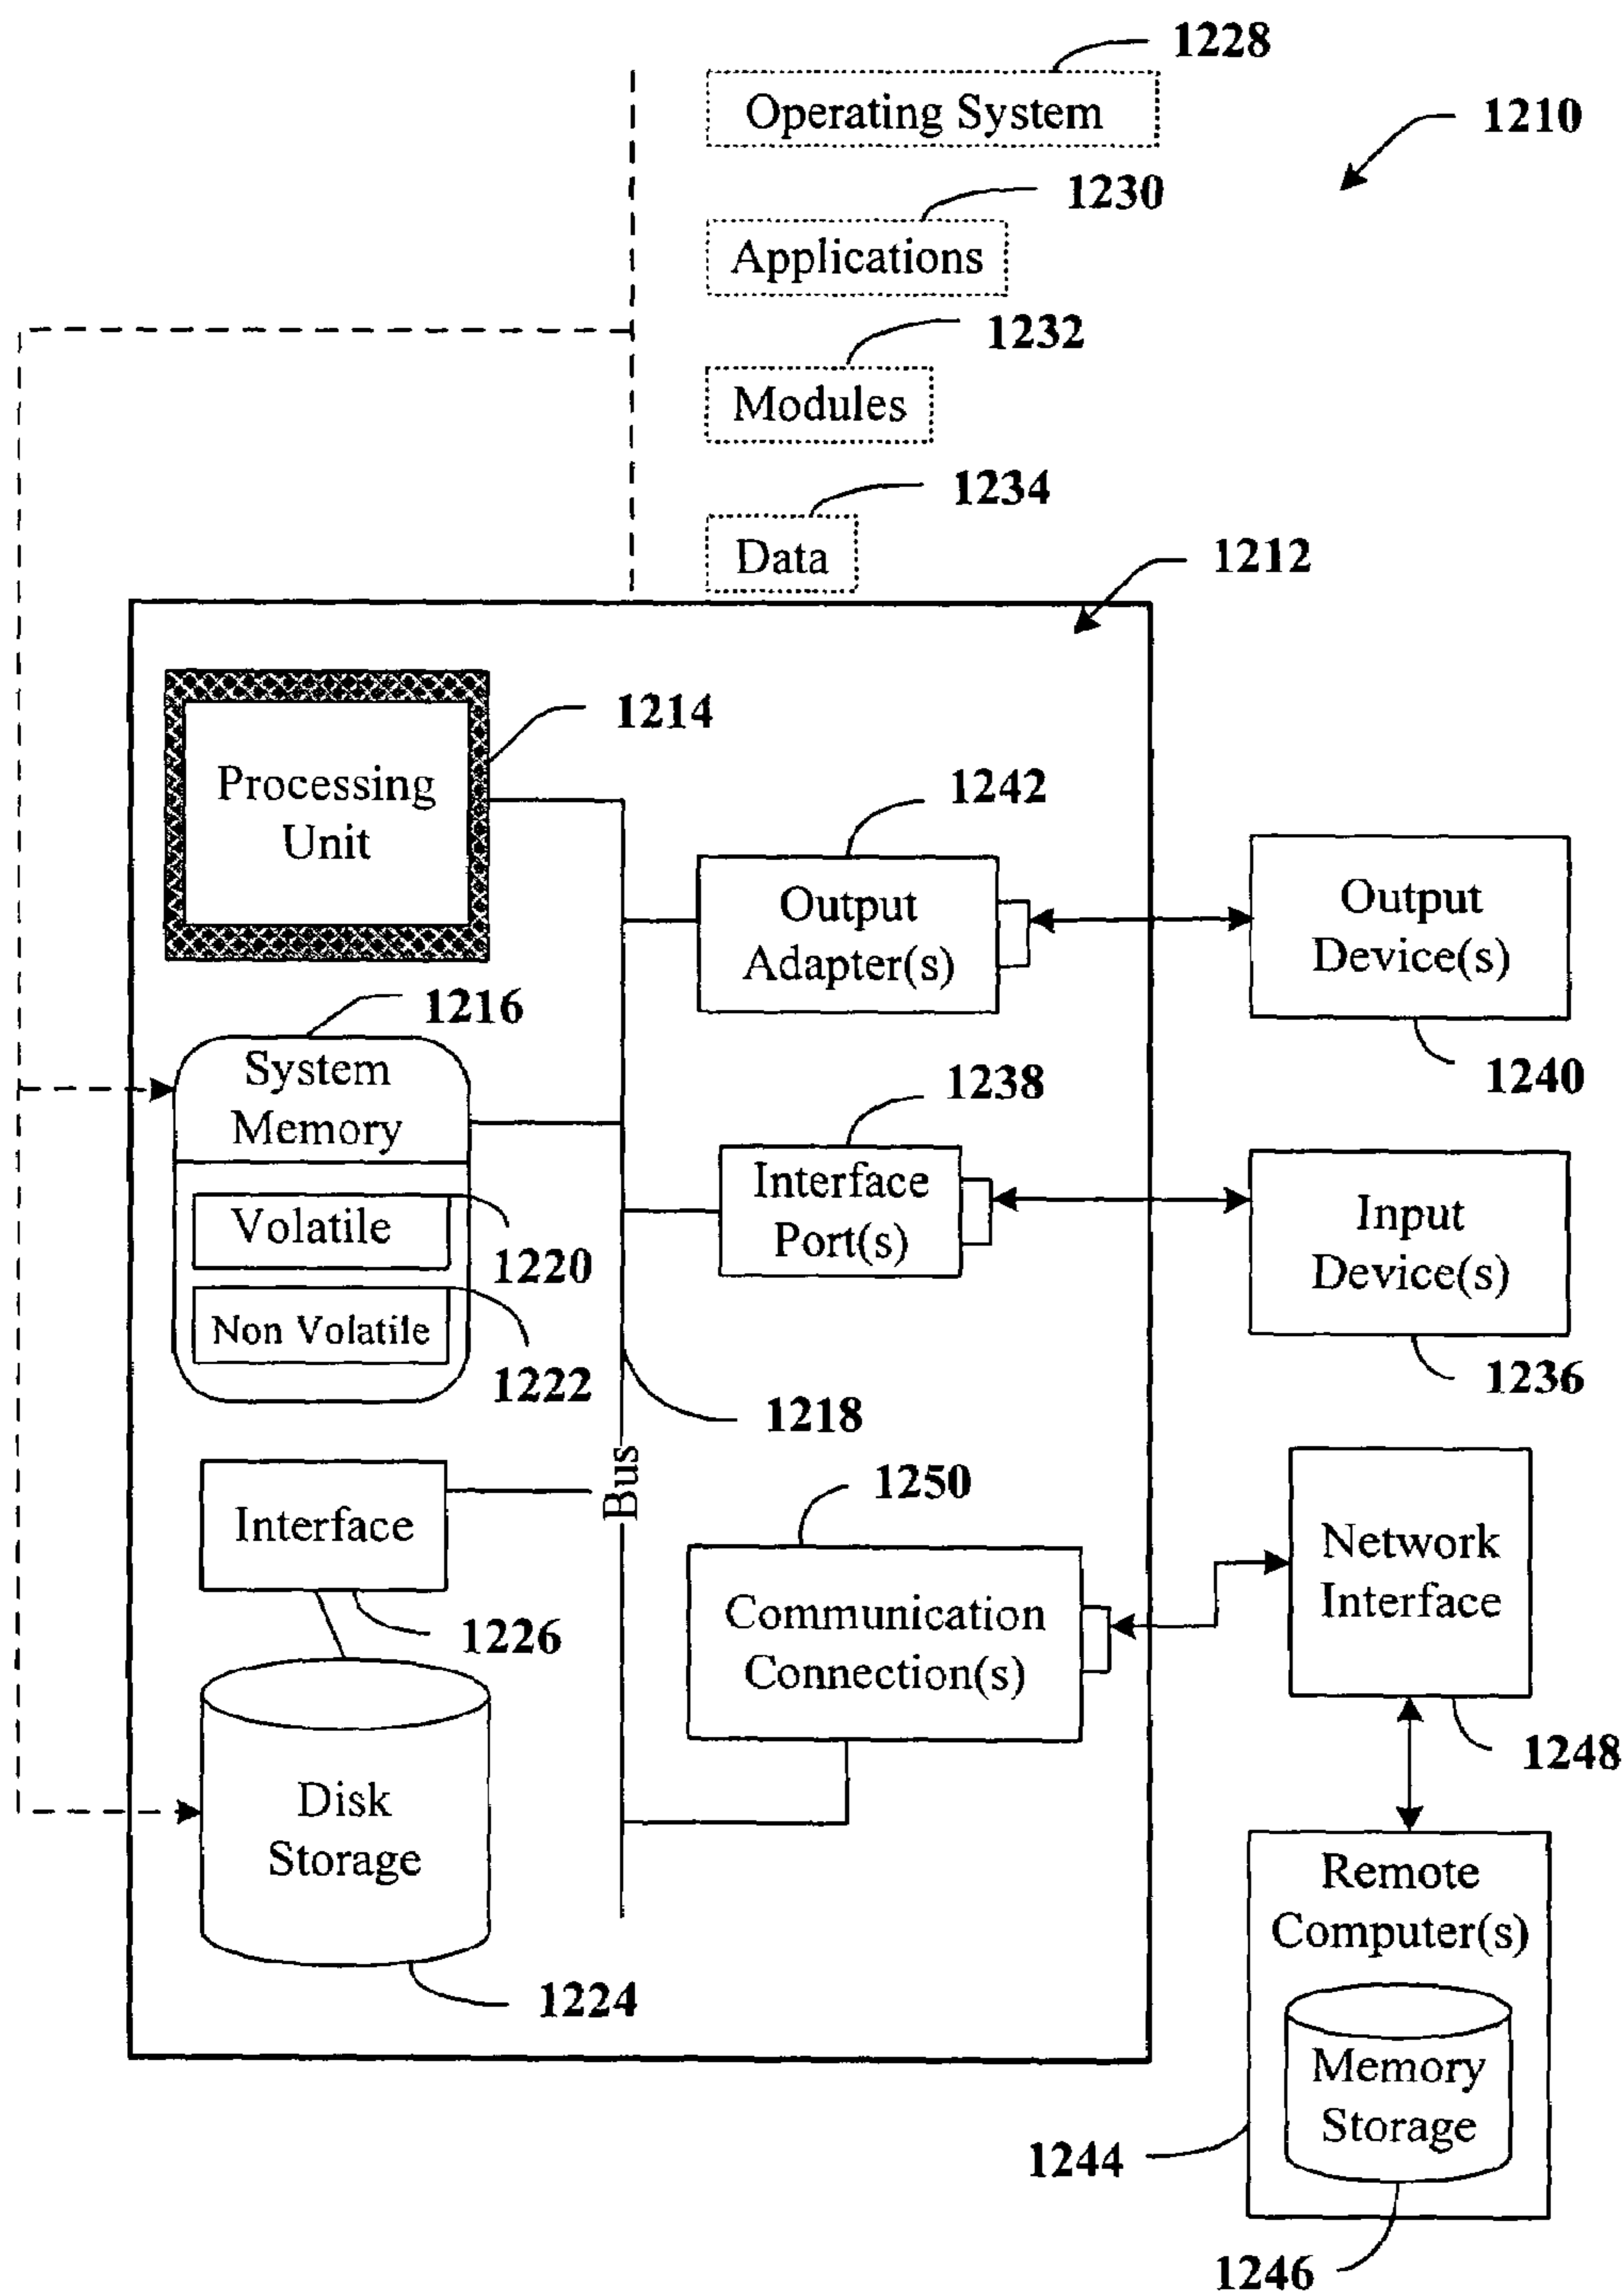 1228
Operating System
1210
1230
Applications
1232
Modules
1234
Data
1212
1214
Processing
Unit
1242
Output
Adapter(s)
Output
Device(s)
1240
1216
System
Memory
1238
Interface
Port(s)
Volatile
1220
Non Volatile
1222
Input
Device(s)
1236
1218
Bus
1250
Interface
1226
Communication
Connection(s)
Network
Interface
1248
Disk
Storage
1224
Remote
Computer(s)
Memory
Storage
1244
1246